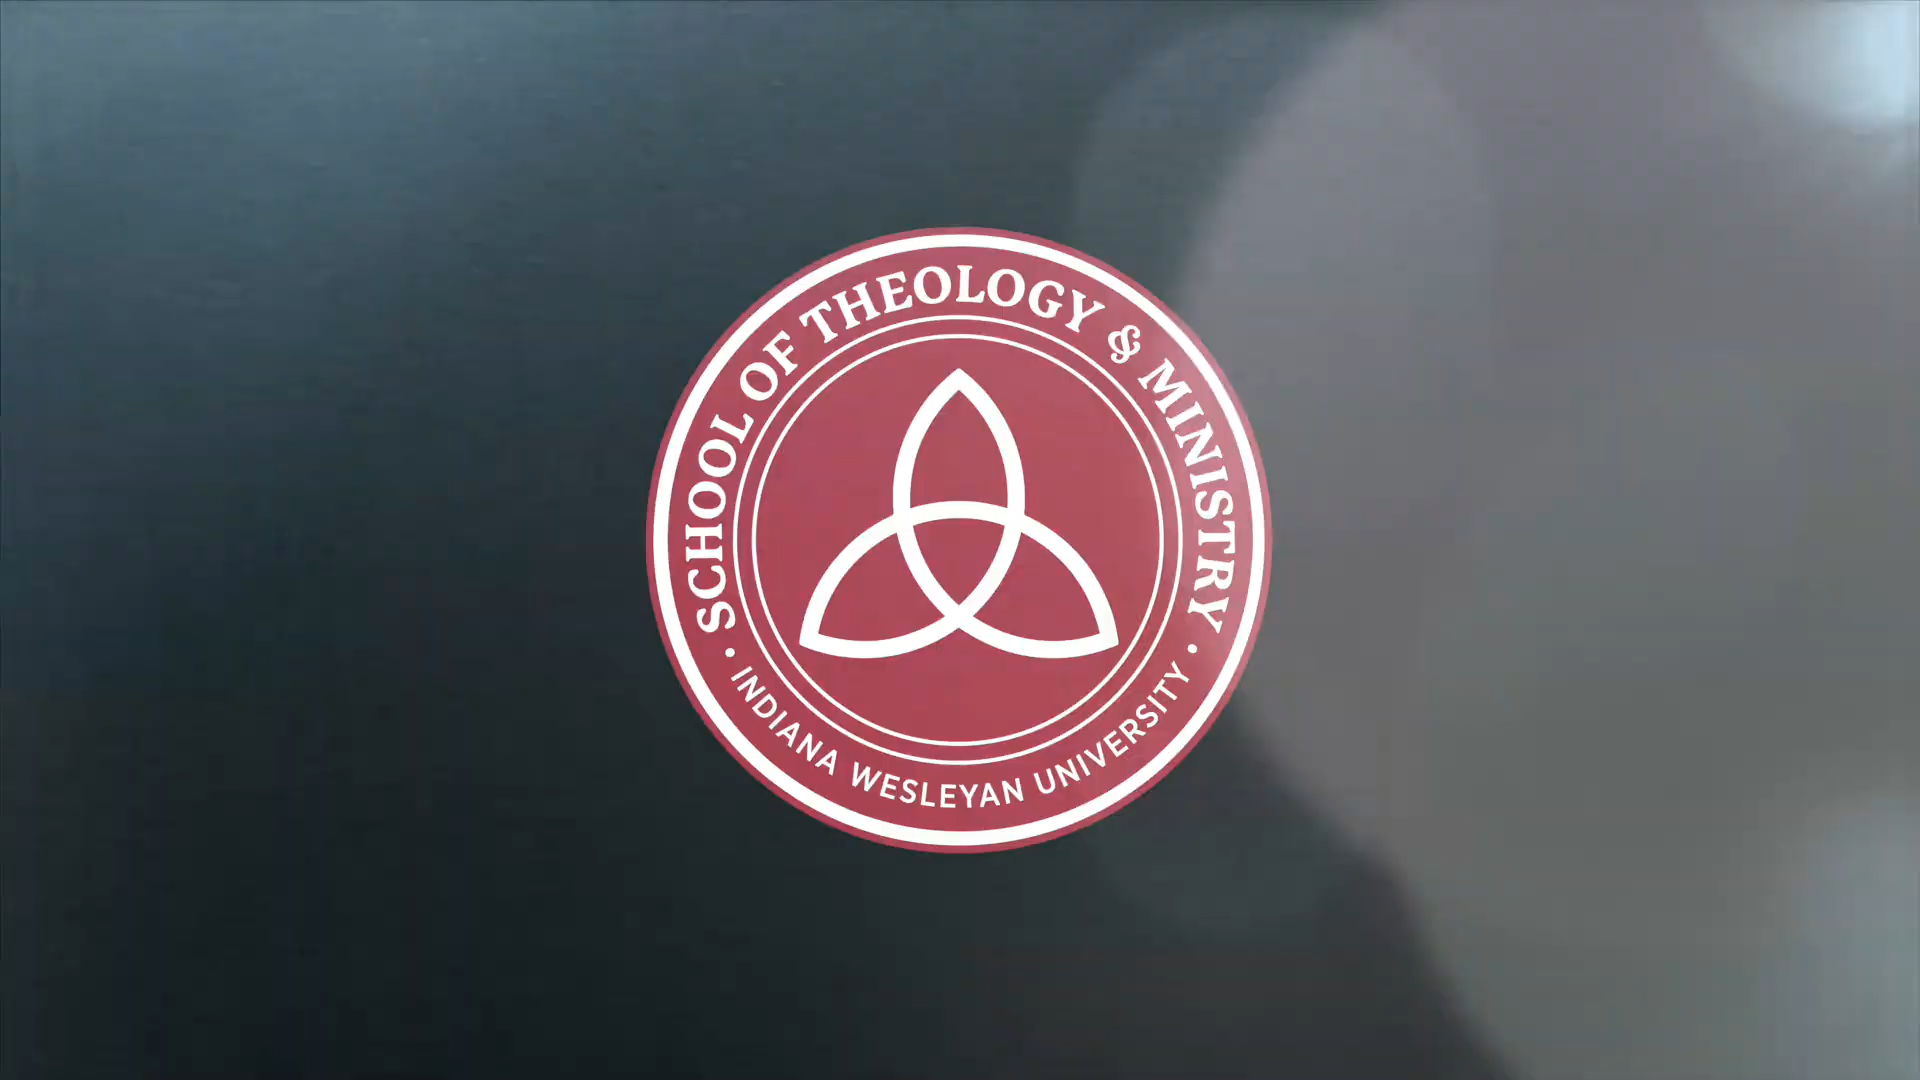 SCHOOL OF THEOLOGY & MINISTRY
• INDIANA WESLEYAN UNIVERSITY •